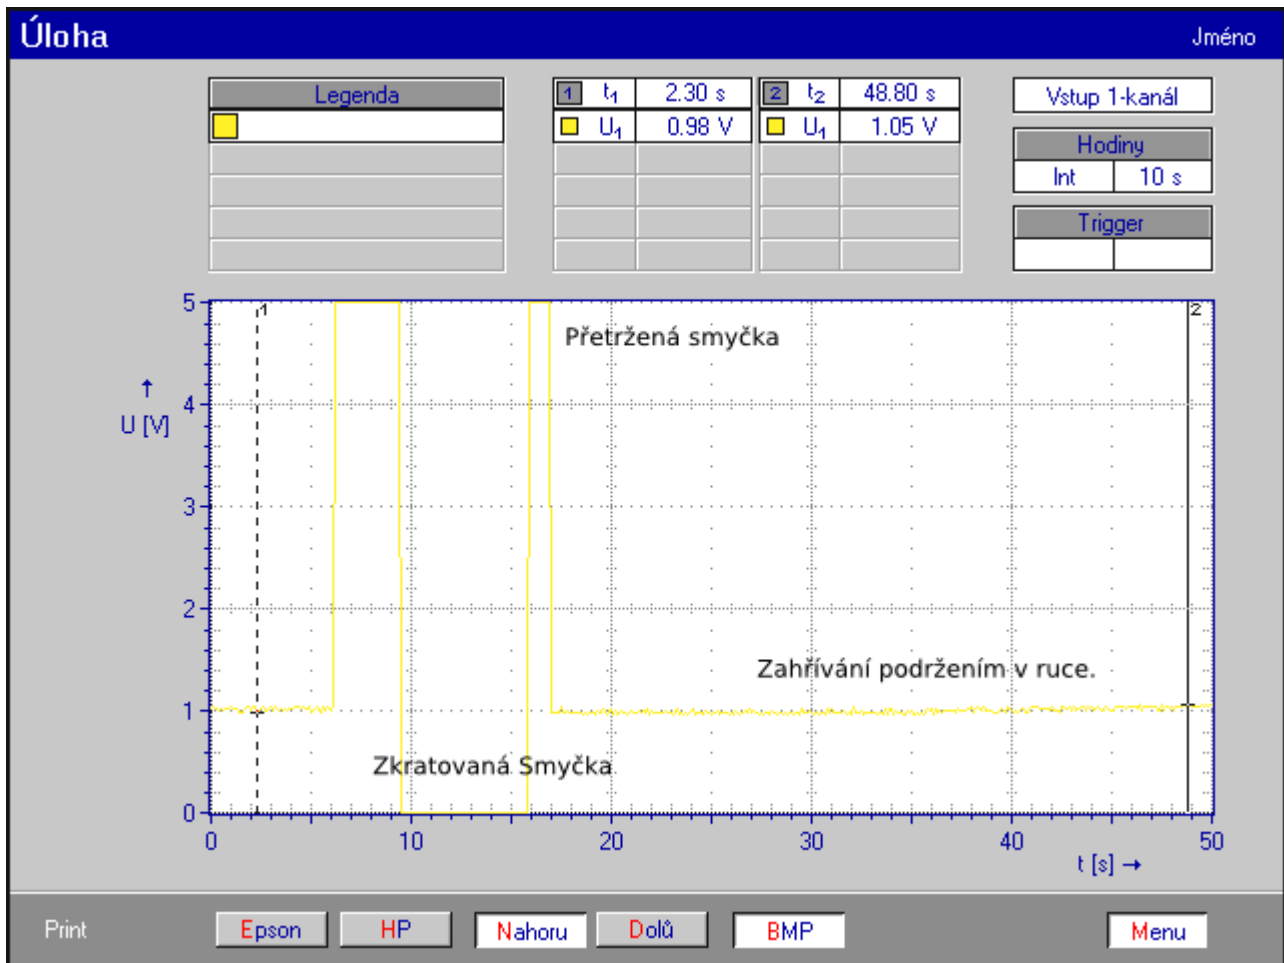 Úloha
Jméno
Legenda
1 t1 2.30 s 2 t2 48.80 s
U1 0.98 V U1 1.05 V
Vstup 1-kanál
Hodiny
Int 10 s
Trigger
5
4
3
2
1
0
↑
U [V]
1
2
Přetržená smyčka
Zahřívání podržením v ruce.
Zkratovaná Smyčka
0 10 20 30 40 50
t [s] →
Print Epson HP Nahoru Dolů BMP Menu